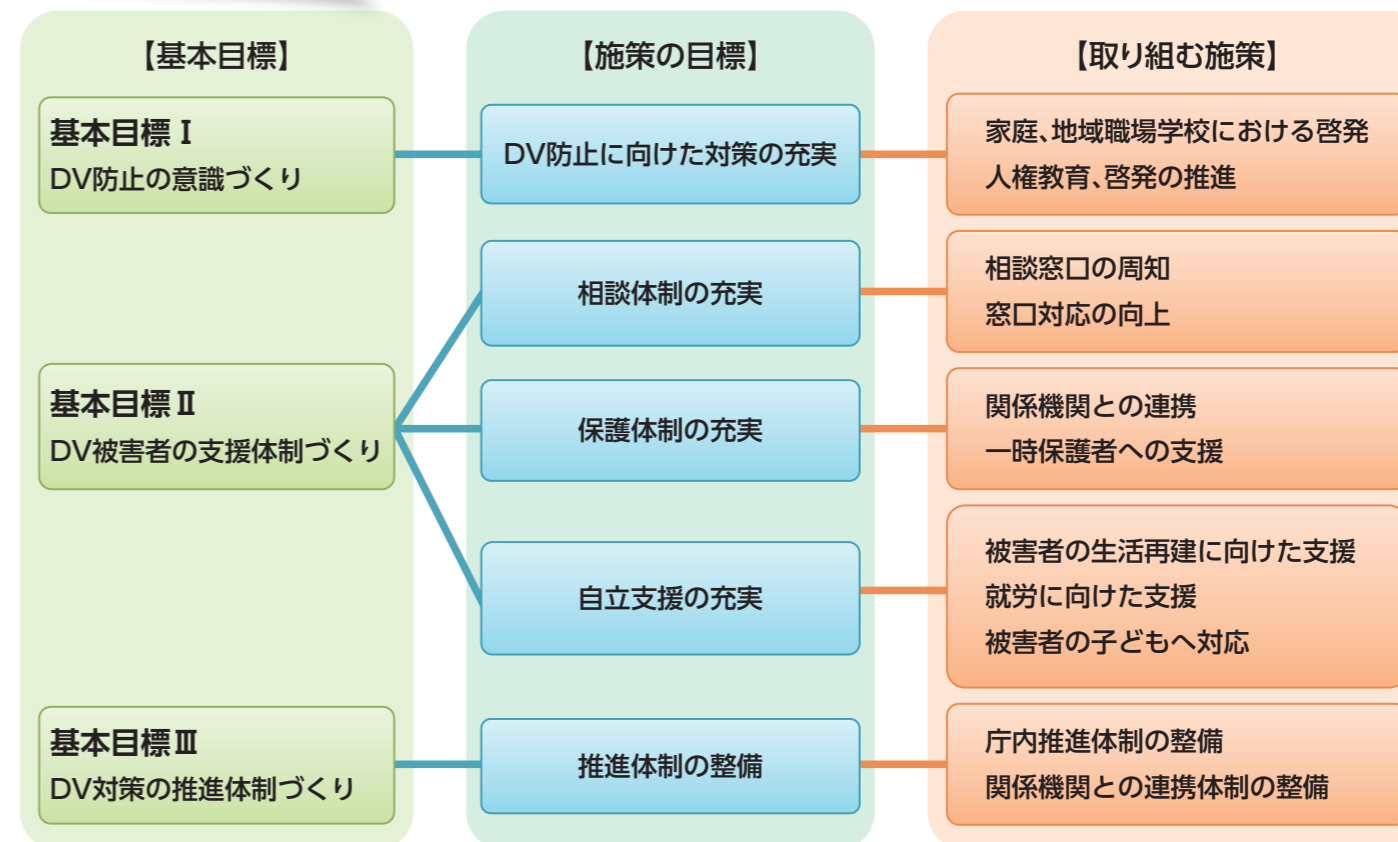 【基本目標】
基本目標 Ⅰ
DV防止の意識づくり
基本目標 Ⅱ
DV被害者の支援体制づくり
基本目標 Ⅲ
DV対策の推進体制づくり
【施策の目標】
DV防止に向けた対策の充実
相談体制の充実
保護体制の充実
自立支援の充実
推進体制の整備
【取り組む施策】
家庭、地域職場学校における啓発
人権教育、啓発の推進
相談窓口の周知
窓口対応の向上
関係機関との連携
一時保護者への支援
被害者の生活再建に向けた支援
就労に向けた支援
被害者の子どもへ対応
庁内推進体制の整備
関係機関との連携体制の整備